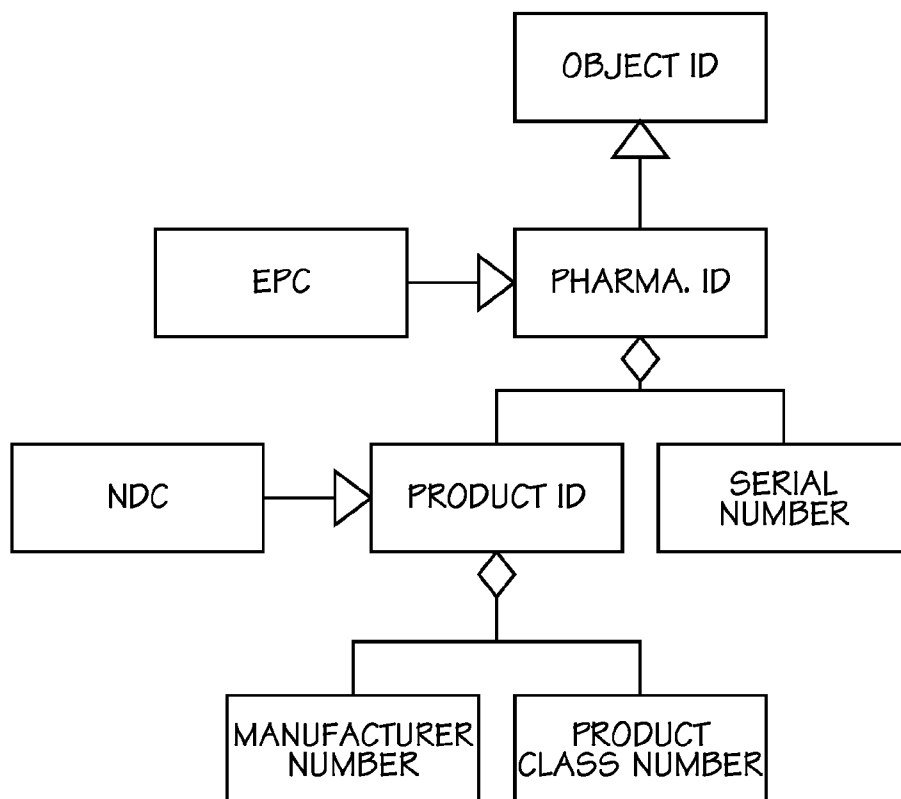 OBJECT ID
EPC
PHARMA. ID
NDC
PRODUCT ID
SERIAL
NUMBER
MANUFACTURER
NUMBER
PRODUCT
CLASS NUMBER